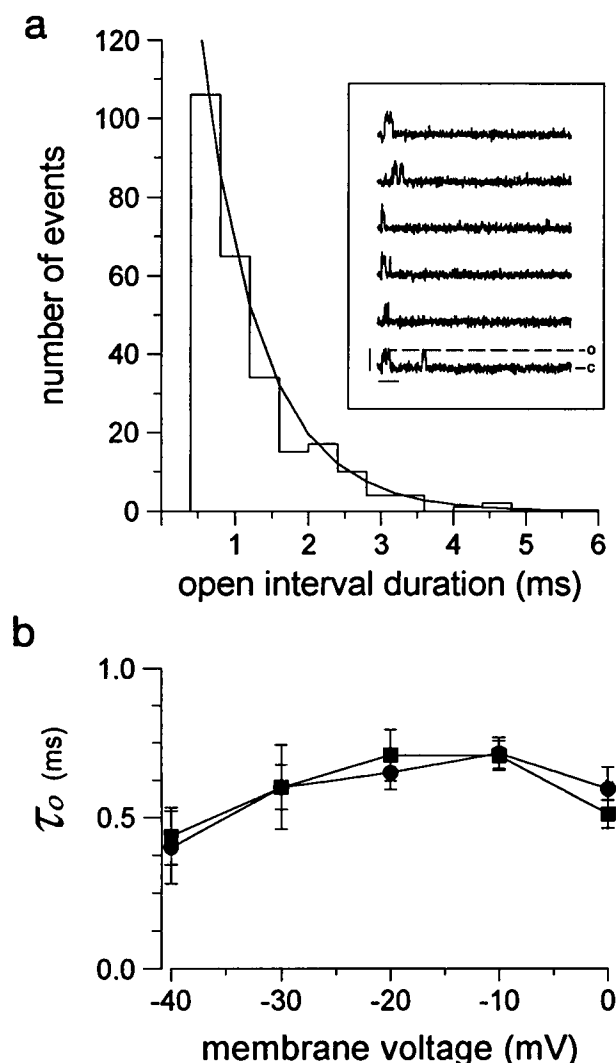 a
120
100
80
60
40
20
0
number of events
o
c
1 2 3 4 5 6
open interval duration (ms)
b
1.0
0.5
0.0
τo (ms)
-40 -30 -20 -10 0
membrane voltage (mV)